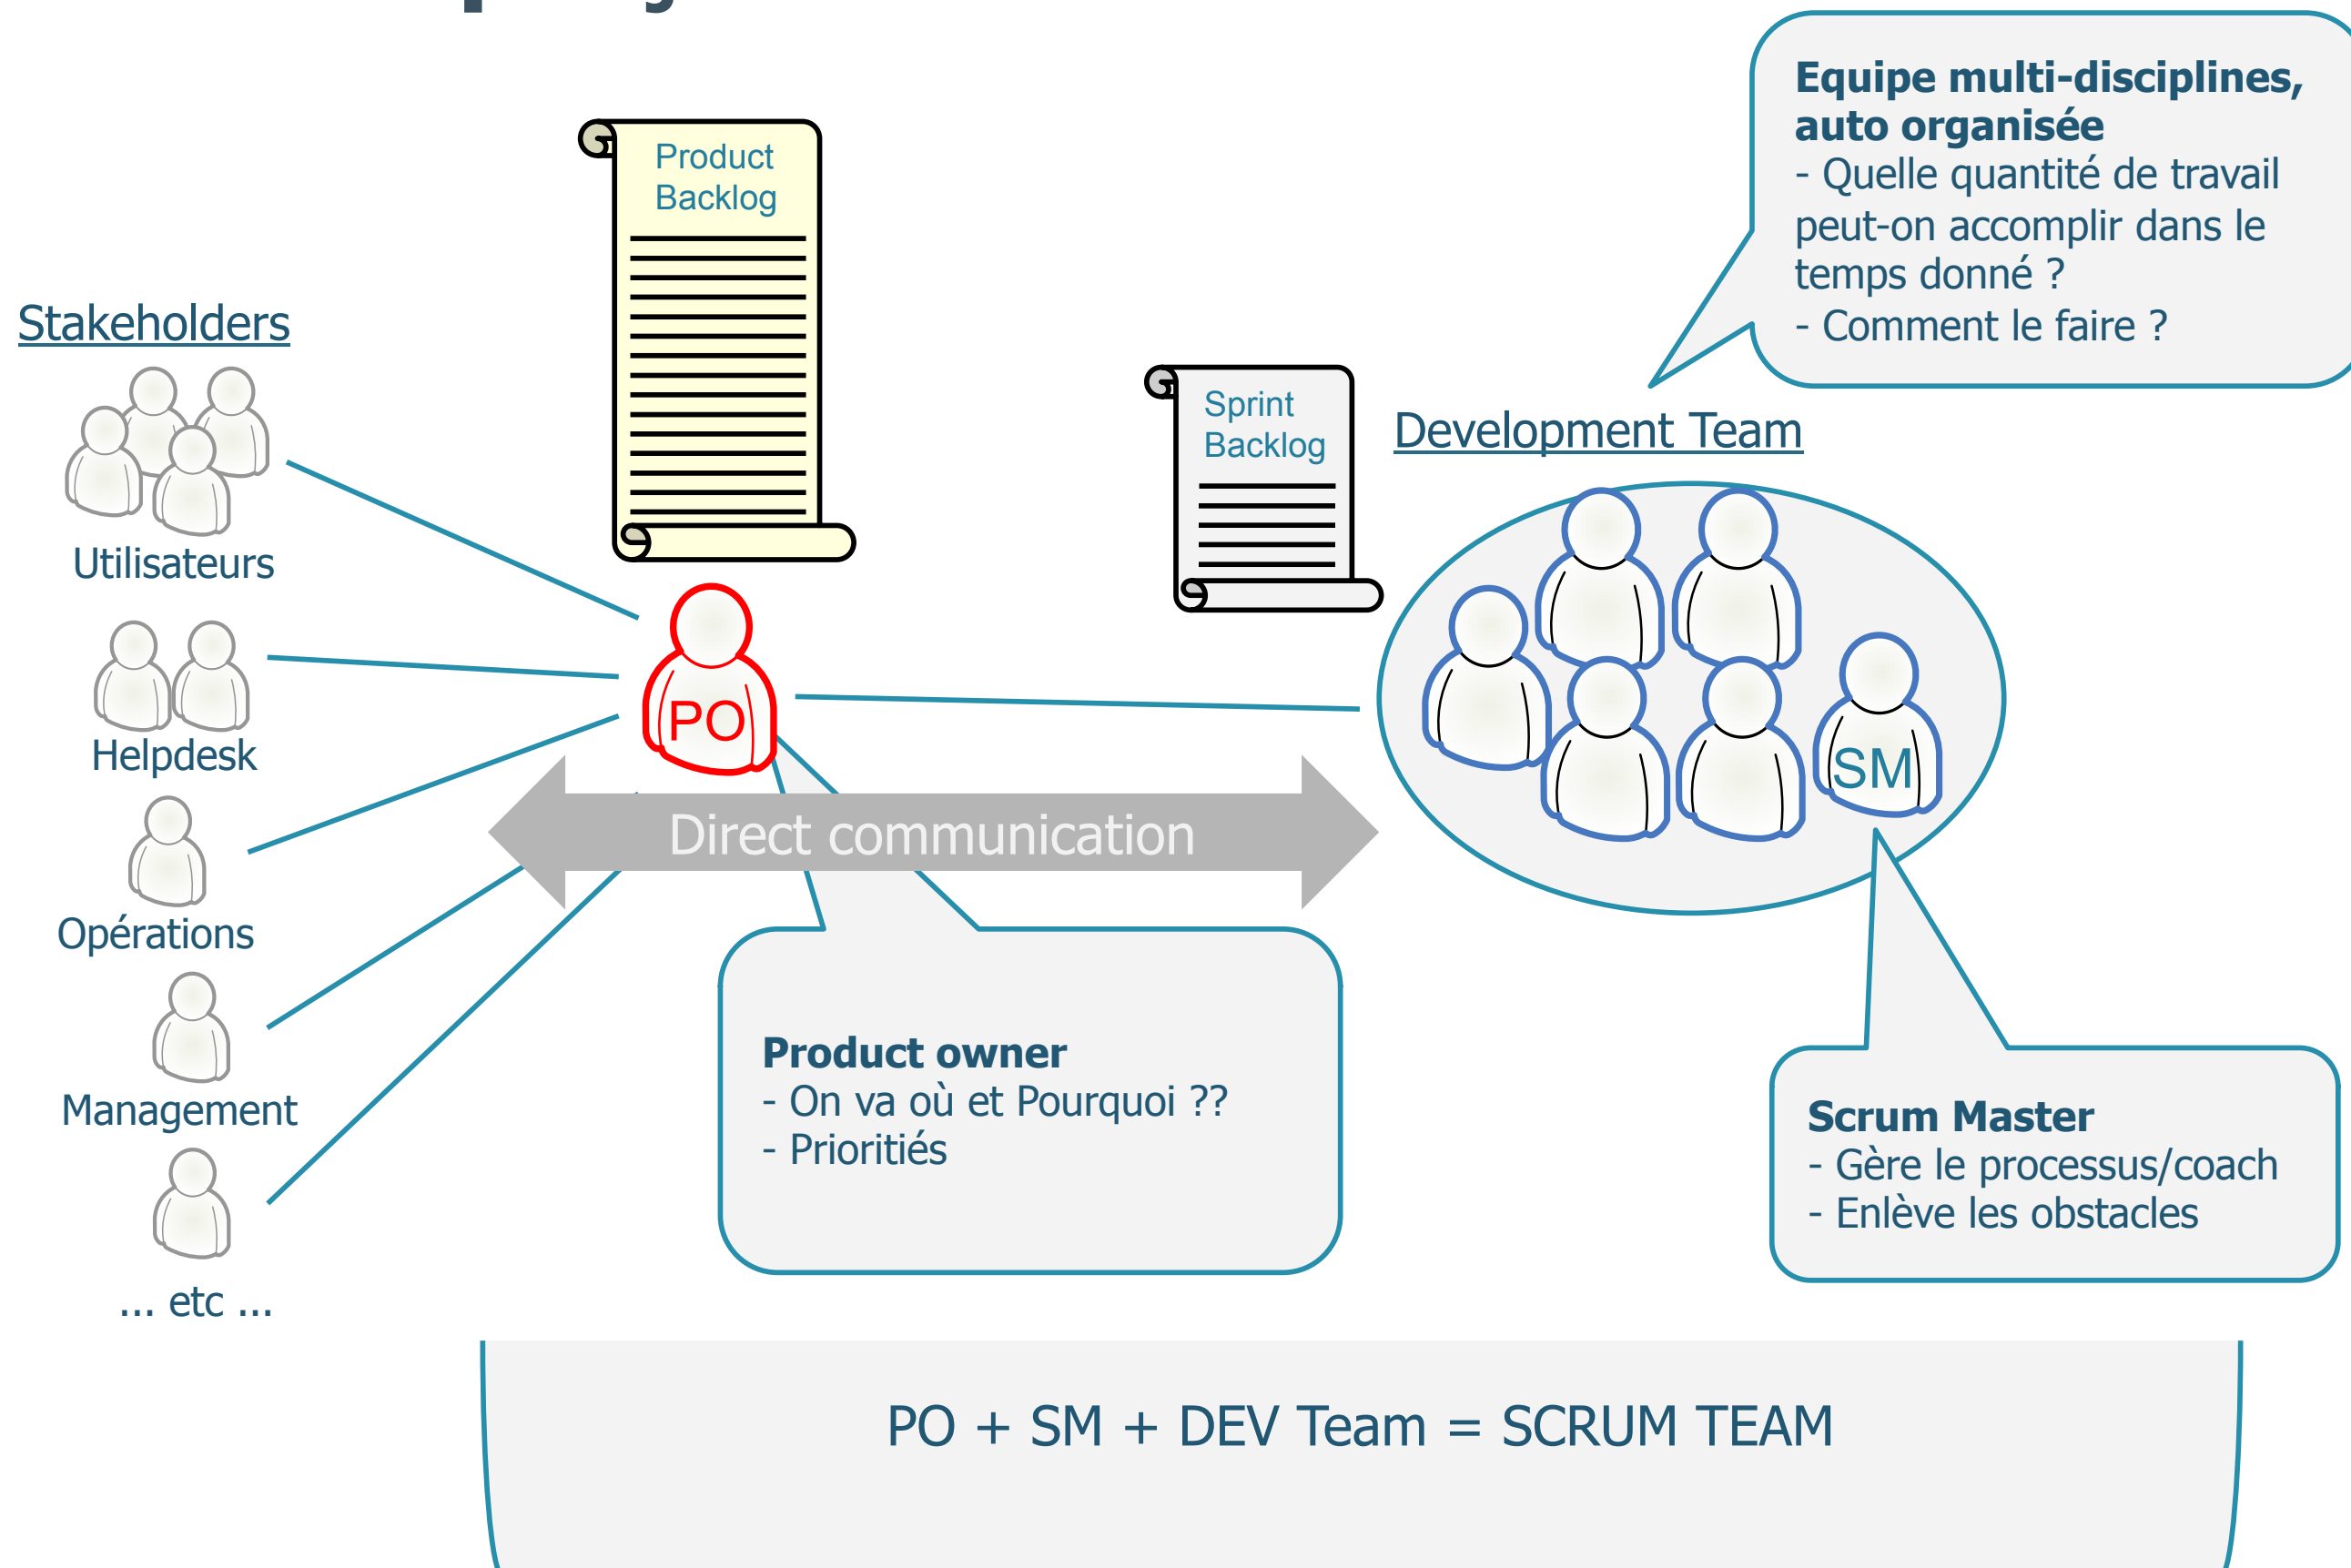 Equipe multi-disciplines,
auto organisée
- Quelle quantité de travail
peut-on accomplir dans le
temps donné ?
- Comment le faire ?
Product
Backlog
Stakeholders
Sprint
Backlog
Development Team
Utilisateurs
PO
Helpdesk
SM
Direct communication
Opérations
Product owner
- On va où et Pourquoi ??
- Prioritiés
Management
Scrum Master
- Gère le processus/coach
- Enlève les obstacles
... etc ...
PO + SM + DEV Team = SCRUM TEAM